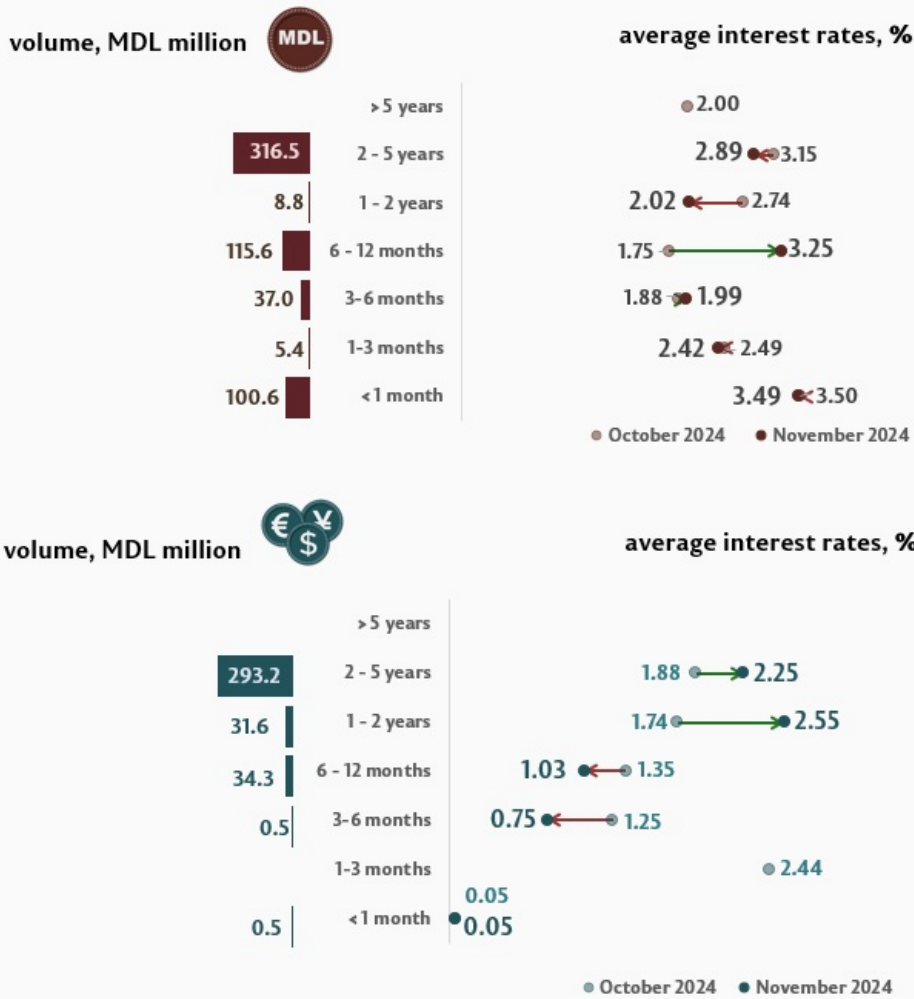 volume, MDL million MDL average interest rates, %
> 5 years 2.00
316.5 2 - 5 years 2.89 3.15
8.8 1 - 2 years 2.02 2.74
115.6 6 - 12 months 1.75 3.25
37.0 3-6 months 1.88 1.99
5.4 1-3 months 2.42 2.49
100.6 <1 month 3.49 3.50
October 2024 November 2024
volume, MDL million € ¥ $ average interest rates, %
> 5 years
293.2 2 - 5 years 1.88 2.25
31.6 1 - 2 years 1.74 2.55
34.3 6 - 12 months 1.03 1.35
0.5 3-6 months 0.75 1.25
1-3 months 2.44
0.05
0.5 <1 month 0.05
October 2024 November 2024